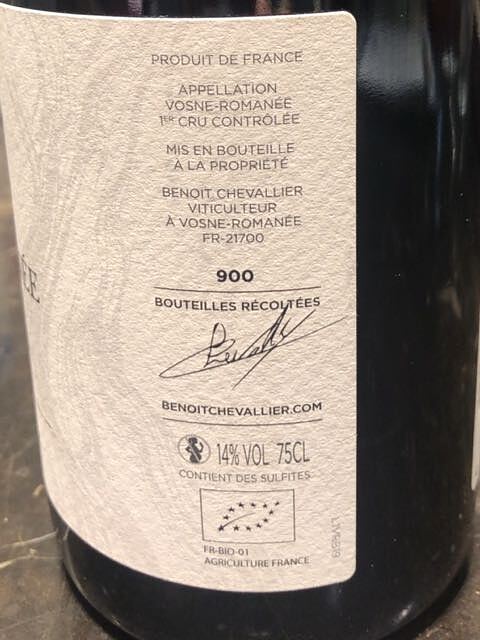 PRODUIT DE FRANCE
APPELLATION
VOSNE-ROMANÉE
1ER CRU CONTRÔLÉE
MIS EN BOUTEILLE
À LA PROPRIÉTÉ
BENOIT CHEVALLIER
VITICULTEUR
À VOSNE-ROMANÉE
FR-21700
900
BOUTEILLES RÉCOLTÉES
BENOITCHEVALLIER.COM
14% VOL 75CL
CONTIENT DES SULFITES
FR-BIO-01
AGRICULTURE FRANCE
ÉE